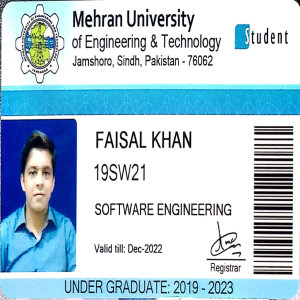 Mehran University
of Engineering & Technology
Jamshoro, Sindh, Pakistan - 76062
Student
FAISAL KHAN
19SW21
SOFTWARE ENGINEERING
Valid till: Dec-2022
Registrar
UNDER GRADUATE: 2019 - 2023